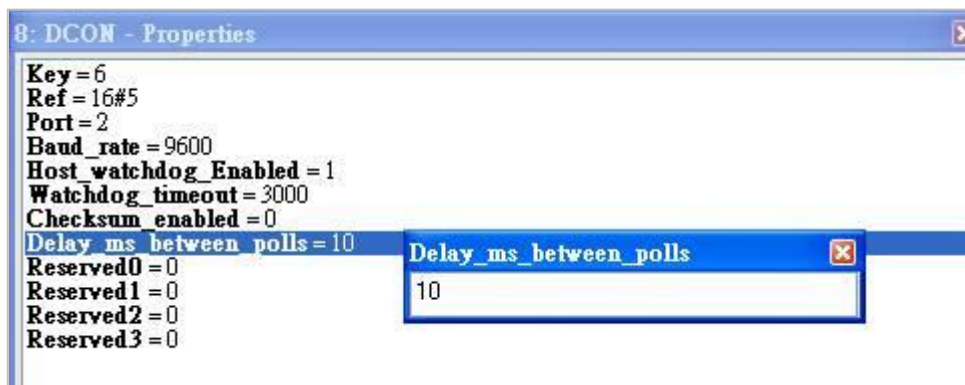 8: DCON - Properties
Key = 6
Ref = 16#5
Port = 2
Baud_rate = 9600
Host_watchdog_Enabled = 1
Watchdog_timeout = 3000
Checksum_enabled = 0
Delay_ms_between_polls = 10
Reserved0 = 0
Reserved1 = 0
Reserved2 = 0
Reserved3 = 0
Delay_ms_between_polls
10